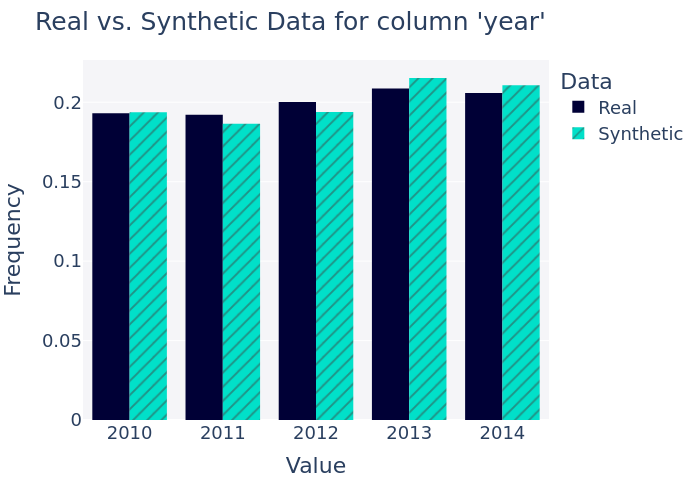 Real vs. Synthetic Data for column 'year'
Data
Real
Synthetic
Frequency
0.2
0.15
0.1
0.05
0
2010 2011 2012 2013 2014
Value